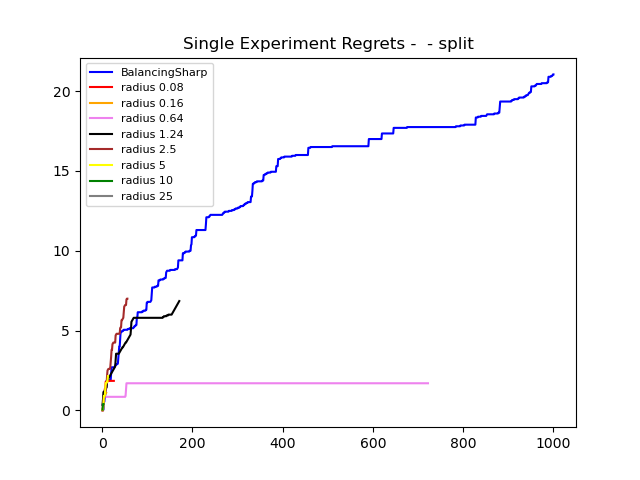 Single Experiment Regrets -  - split
BalancingSharp
radius 0.08
radius 0.16
radius 0.64
radius 1.24
radius 2.5
radius 5
radius 10
radius 25
20
15
10
5
0
0 200 400 600 800 1000